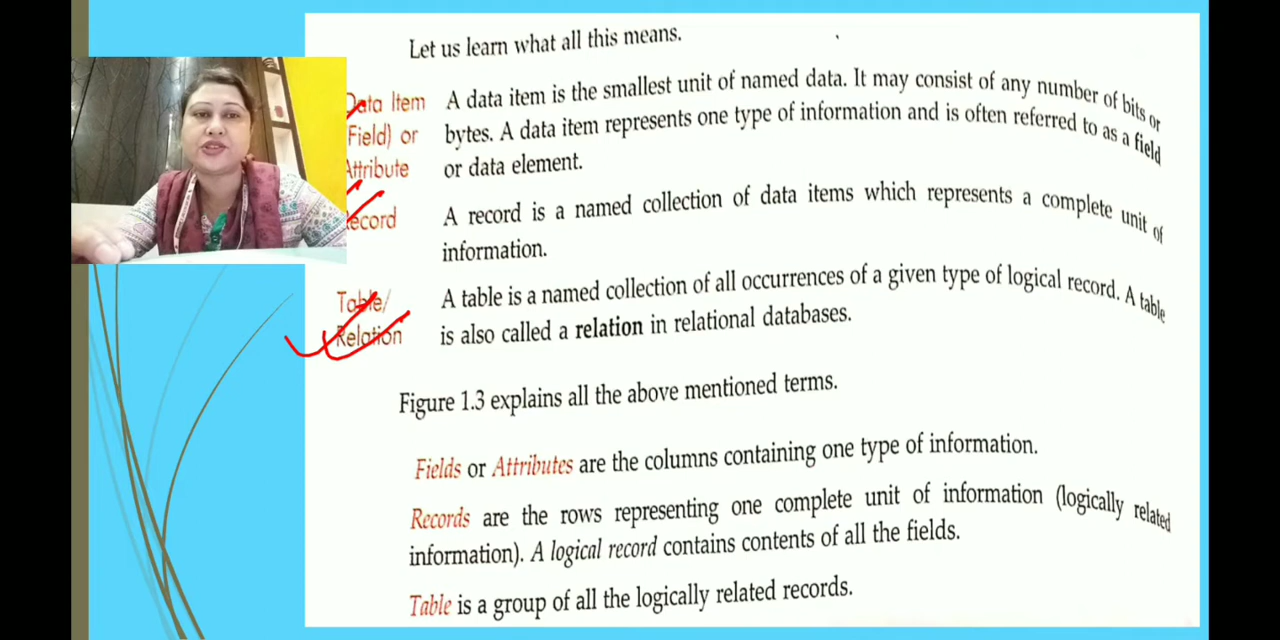 Let us learn what all this means.
Data Item A data item is the smallest unit of named data. It may consist of any number of bits or
(Field) or bytes. A data item represents one type of information and is often referred to as a field
Attribute or data element.
Record A record is a named collection of data items which represents a complete unit of
information.
Table/ A table is a named collection of all occurrences of a given type of logical record. A table
Relation is also called a relation in relational databases.
Figure 1.3 explains all the above mentioned terms.
Fields or Attributes are the columns containing one type of information.
Records are the rows representing one complete unit of information (logically related
information). A logical record contains contents of all the fields.
Table is a group of all the logically related records.